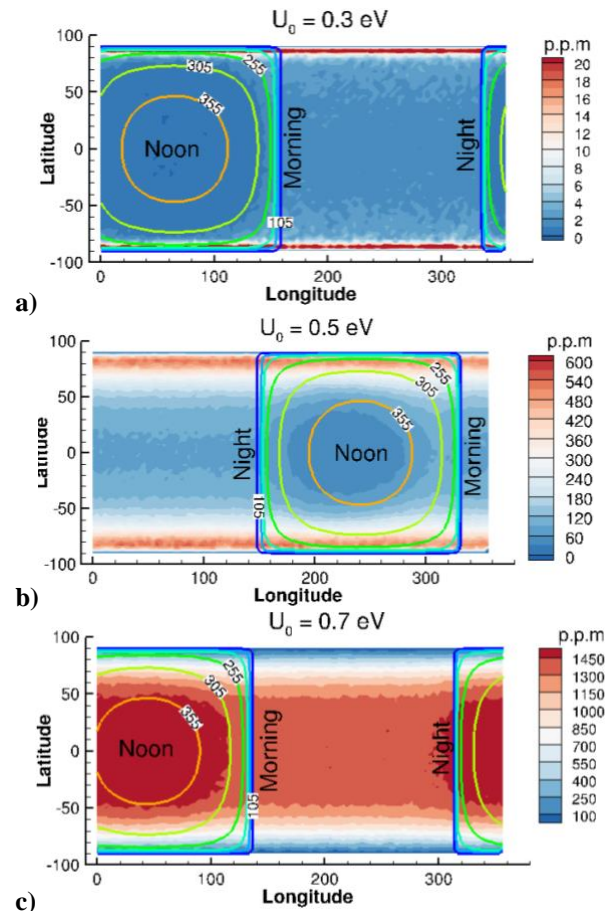 U₀ = 0.3 eV
p.p.m
100
50
0
-50
-100
Latitude
305
255
355
105
Noon
Morning
Night
20
18
16
14
12
10
8
6
4
2
0
0 100 200 300
Longitude
a)
U₀ = 0.5 eV
p.p.m
100
50
0
-50
-100
Latitude
255
305
355
105
Night
Noon
Morning
600
540
480
420
360
300
240
180
120
60
0
0 100 200 300
Longitude
b)
U₀ = 0.7 eV
p.p.m
100
50
0
-50
-100
Latitude
255
305
355
105
Noon
Morning
Night
1450
1300
1150
1000
850
700
550
400
250
100
0 100 200 300
Longitude
c)